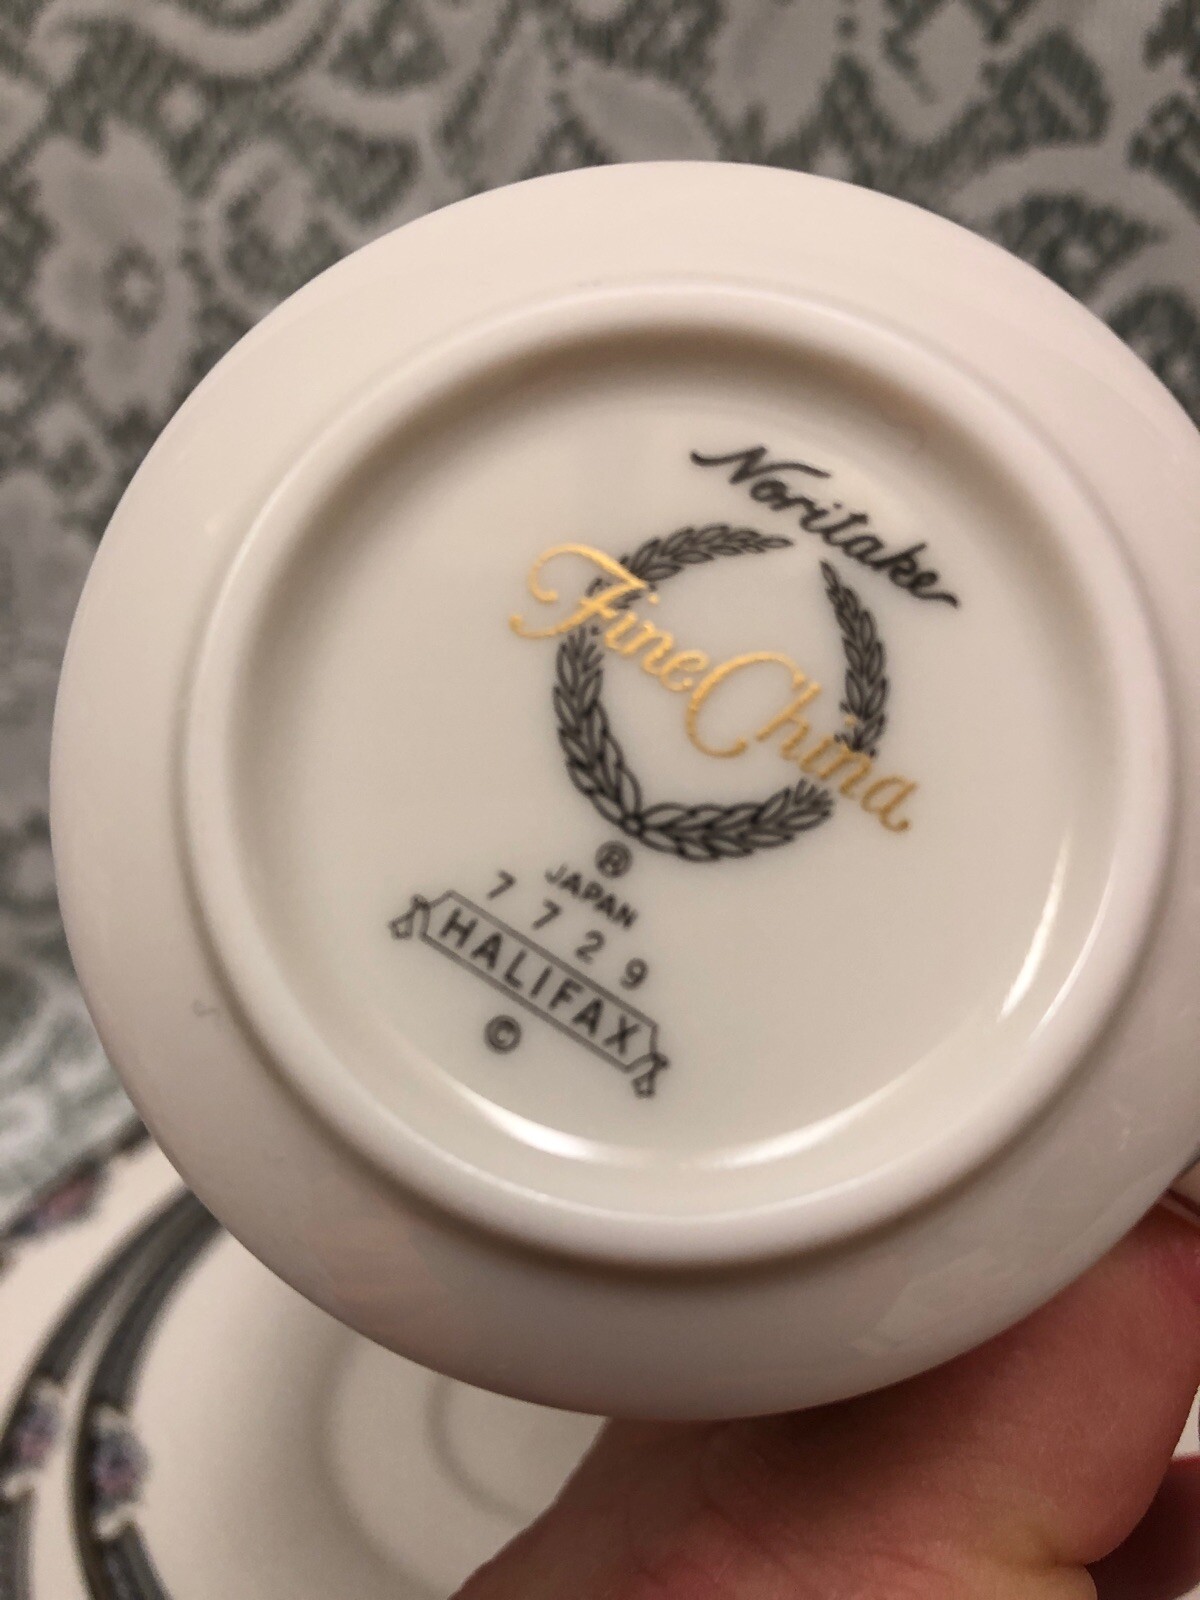 Noritake
Fine China
®
JAPAN
7729
HALIFAX
©